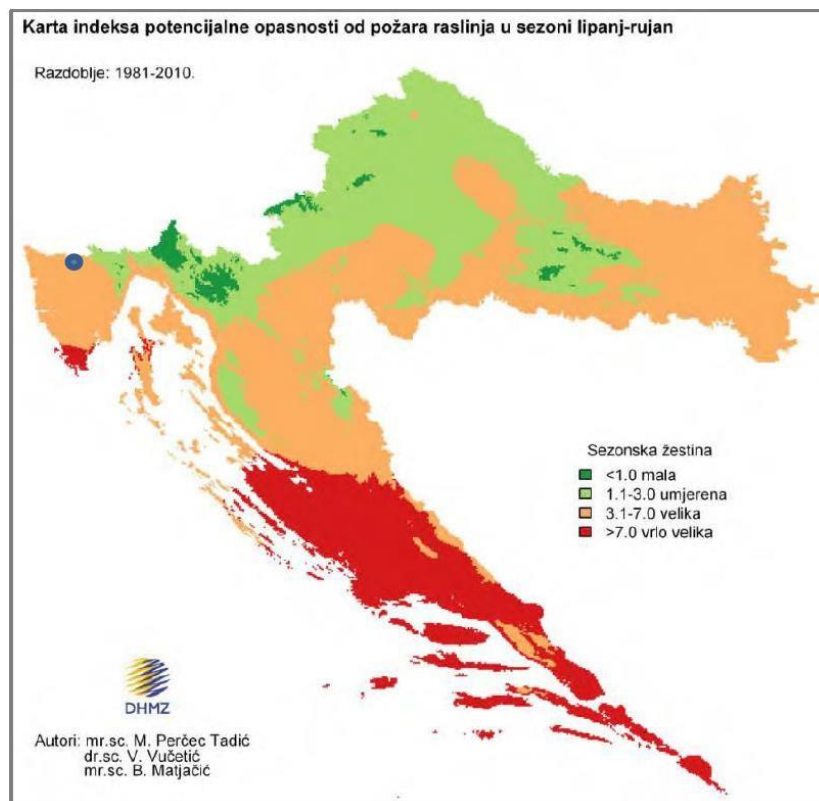 Karta indeksa potencijalne opasnosti od požara raslinja u sezoni lipanj-rujan
Razdoblje: 1981-2010.
Sezonska žestina
<1.0 mala
1.1-3.0 umjerena
3.1-7.0 velika
>7.0 vrlo velika
DHMZ
Autori: mr.sc. M. Perčec Tadić
dr.sc. V. Vučetić
mr.sc. B. Matjačić